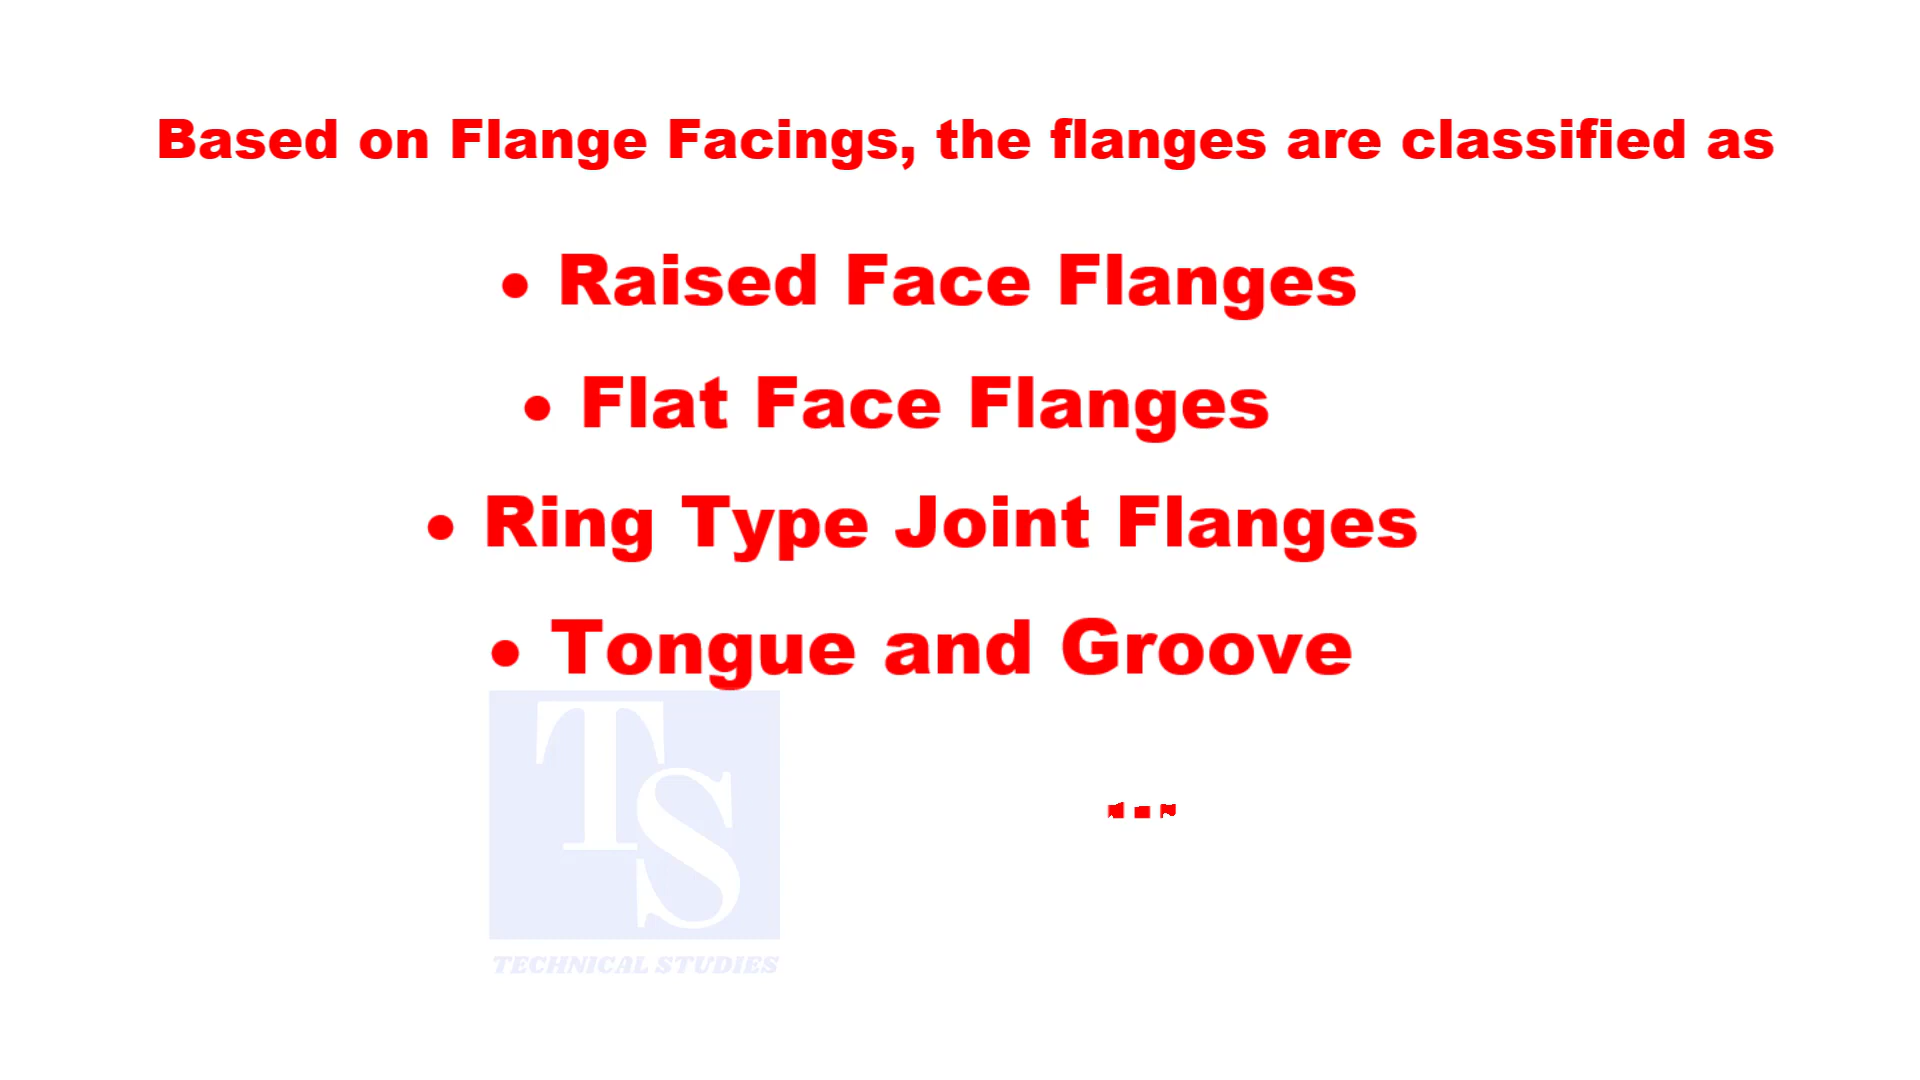 Based on Flange Facings, the flanges are classified as
• Raised Face Flanges
• Flat Face Flanges
• Ring Type Joint Flanges
• Tongue and Groove
TS
TECHNICAL STUDIES